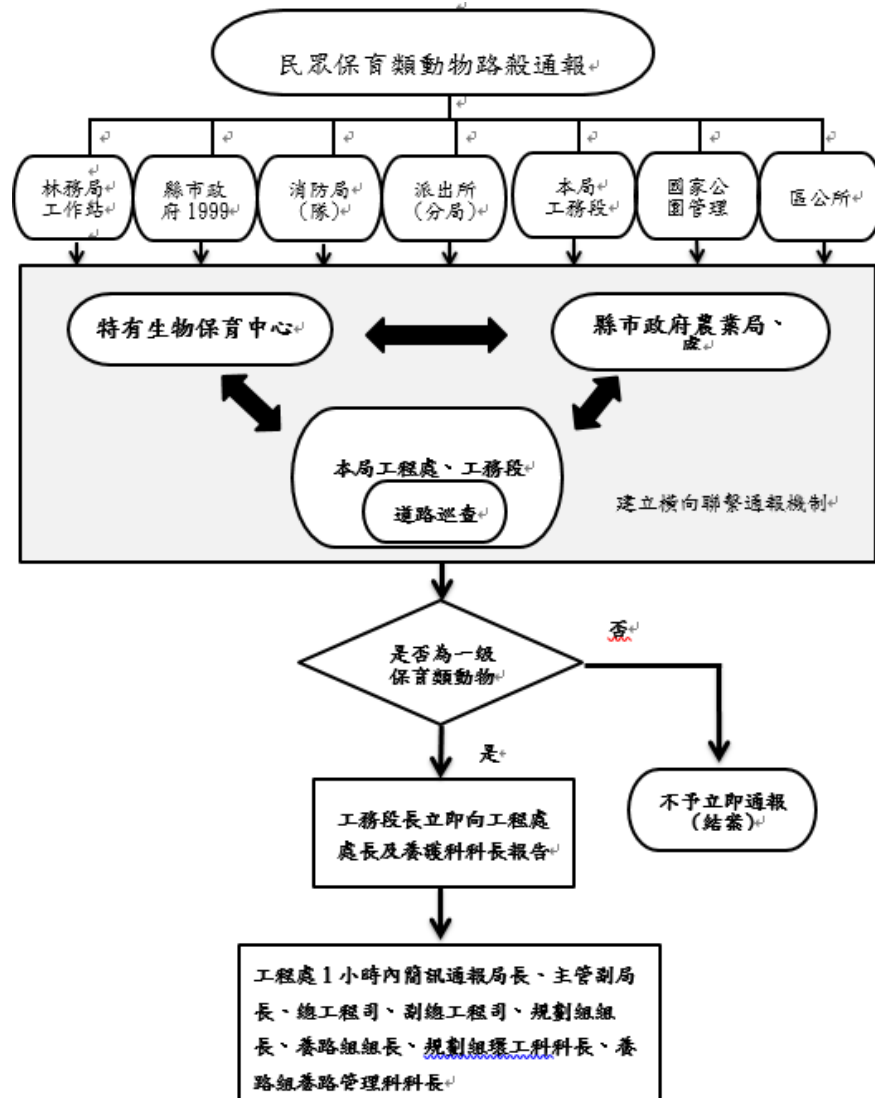 民眾保育類動物路殺通報
林務局
工作站
縣市政
府 1999
消防局
（隊）
派出所
（分局）
本局
工務段
國家公
園管理
區公所
特有生物保育中心
縣市政府農業局、
處
本局工程處、工務段
道路巡查
建立橫向聯繫通報機制
是否為一級
保育類動物
否
是
不予立即通報
（結案）
工務段長立即向工程處
處長及養護科科長報告
工程處 1 小時內簡訊通報局長、主管副局
長、總工程司、副總工程司、規劃組組
長、養路組組長、規劃組環工科科長、養
路組養路管理科科長